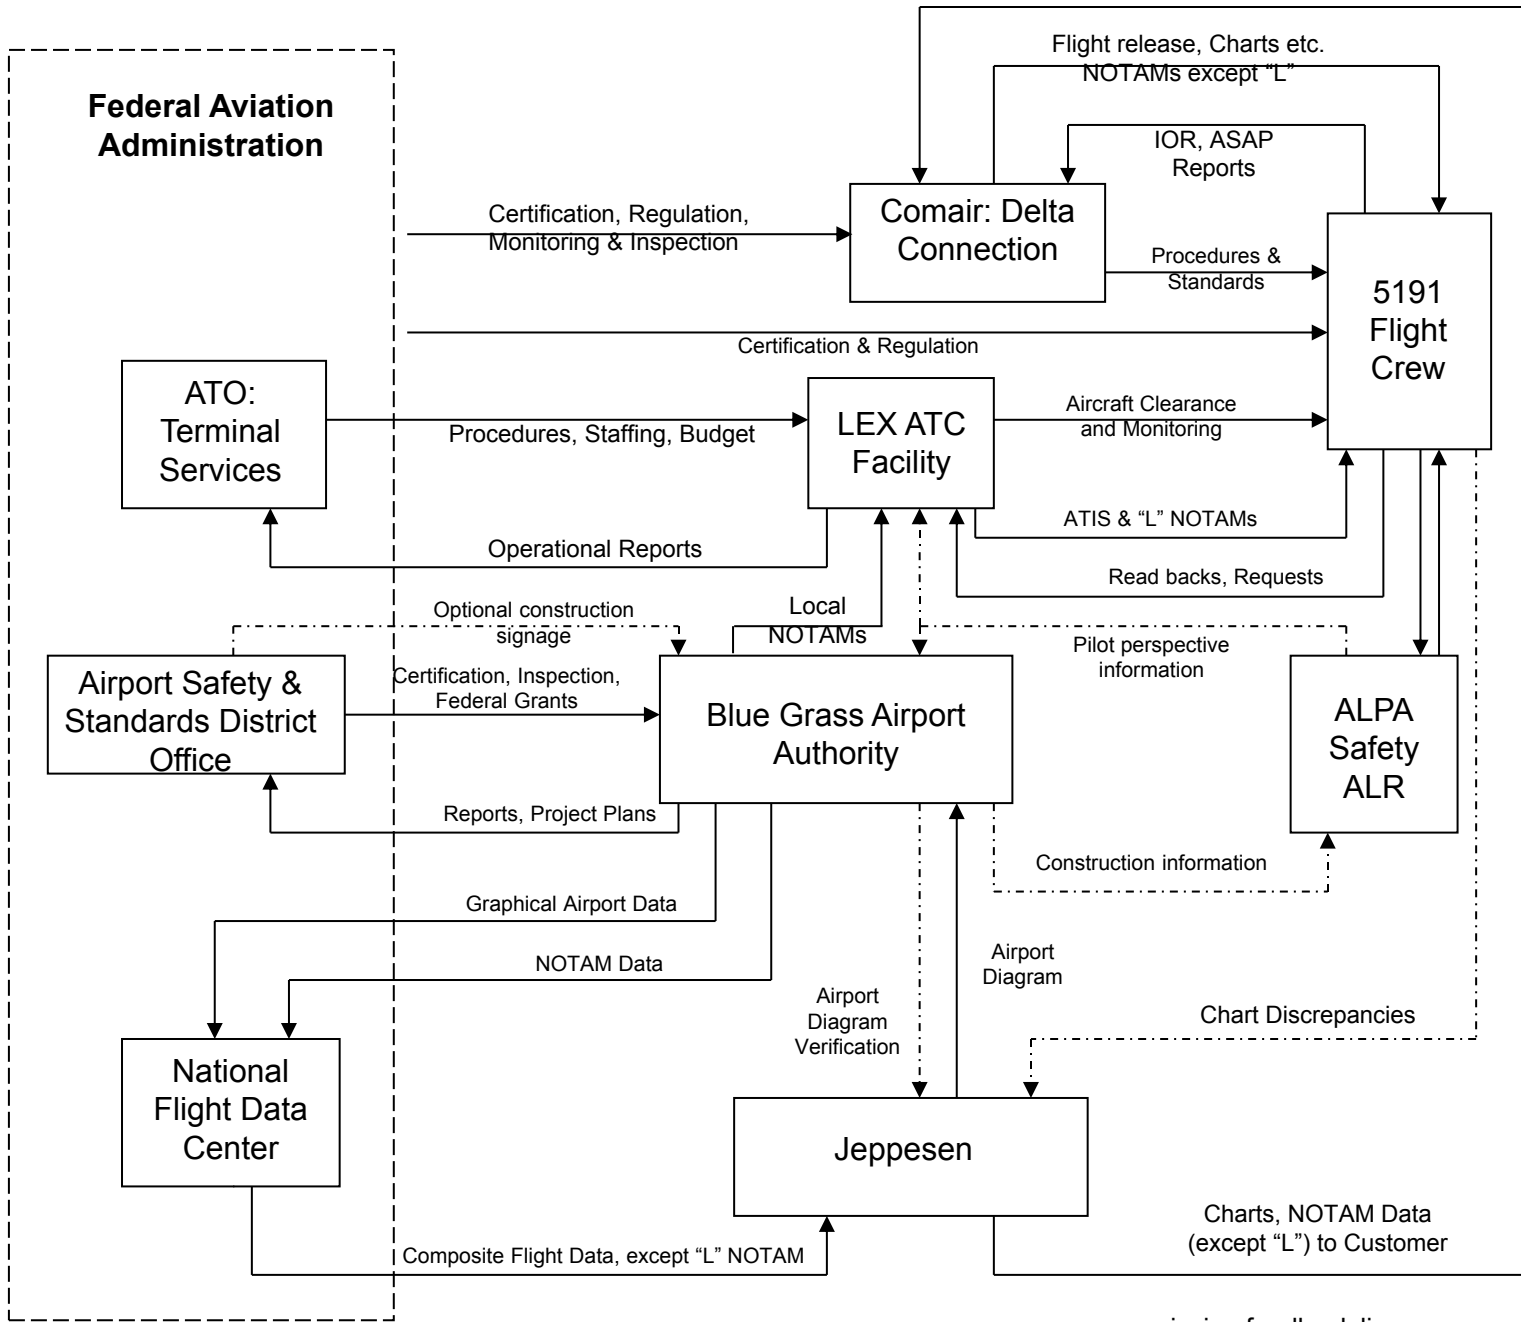 Flight release, Charts etc.
NOTAMs except “L”
Federal Aviation
Administration
IOR, ASAP
Reports
Certification, Regulation,
Monitoring & Inspection
Comair: Delta
Connection
Procedures &
Standards
5191
Flight
Crew
Certification & Regulation
ATO:
Terminal
Services
Procedures, Staffing, Budget
LEX ATC
Facility
Aircraft Clearance
and Monitoring
ATIS & “L” NOTAMs
Operational Reports
Read backs, Requests
Optional construction
signage
Local
NOTAMs
Pilot perspective
information
Airport Safety &
Standards District
Office
Certification, Inspection,
Federal Grants
Blue Grass Airport
Authority
ALPA
Safety
ALR
Reports, Project Plans
Construction information
Graphical Airport Data
NOTAM Data
Airport
Diagram
Airport
Diagram
Verification
Chart Discrepancies
National
Flight Data
Center
Jeppesen
Charts, NOTAM Data
(except “L”) to Customer
Composite Flight Data, except “L” NOTAM